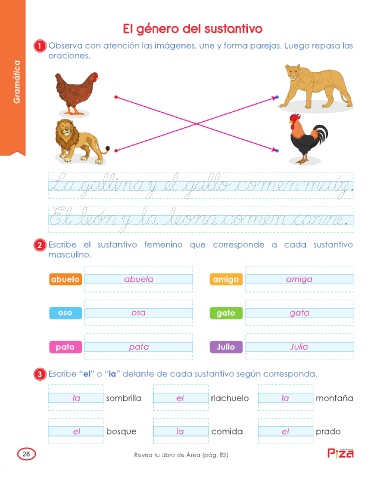 El género del sustantivo
1 Observa con atención las imágenes, une y forma parejas. Luego repasa las
oraciones.
Gramática
La gallina y el gallo comen maíz.
El león y la leona comen carne.
2 Escribe el sustantivo femenino que corresponde a cada sustantivo
masculino.
abuelo abuela amigo amiga
oso osa gato gata
pato pata Julio Julia
3 Escribe “el” o “la” delante de cada sustantivo según corresponda.
la sombrilla el riachuelo la montaña
el bosque la comida el prado
28 Revisa tu Libro de Área (pág. 82) Piza